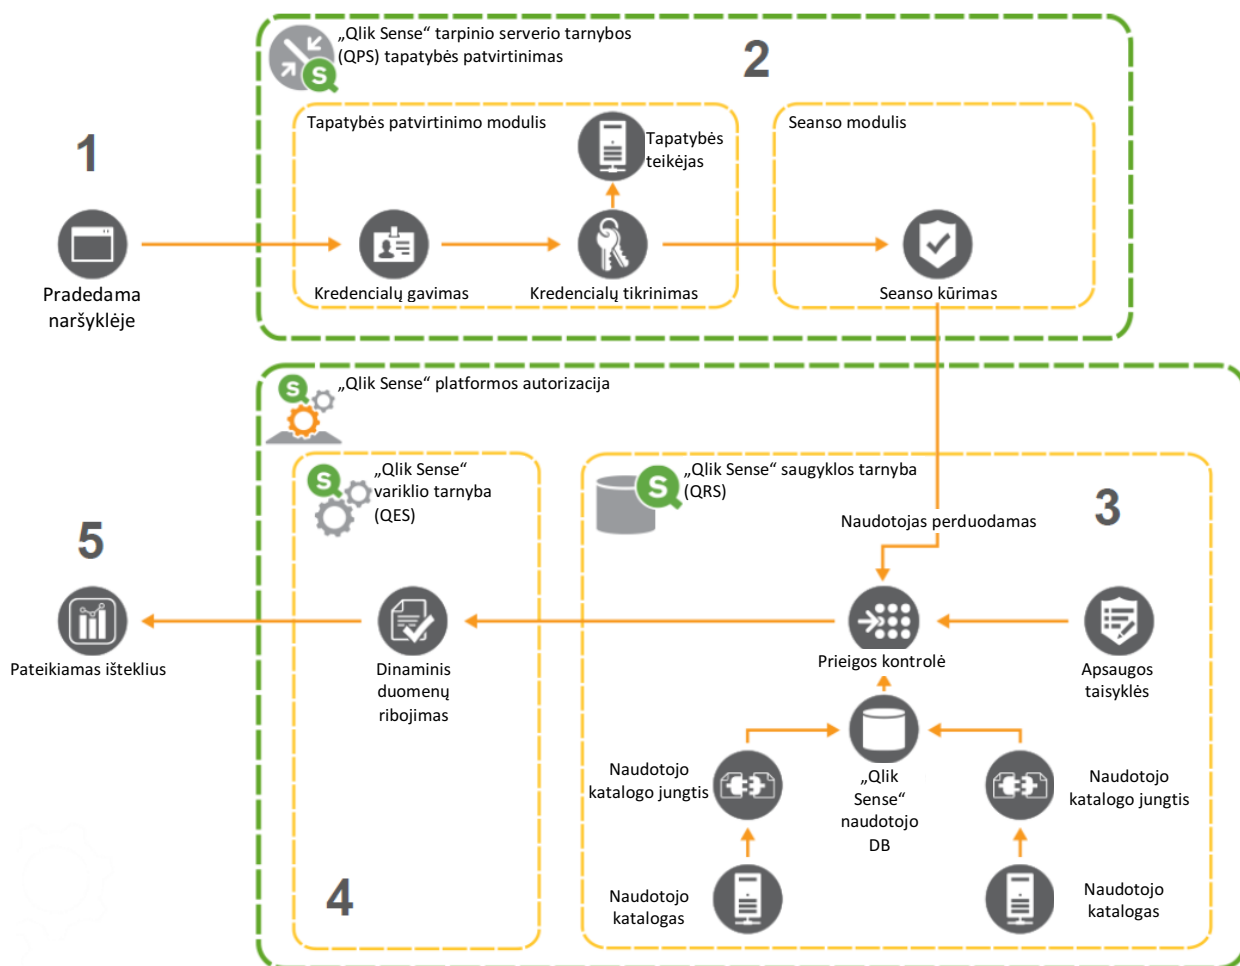 „Qlik Sense“ tarpinio serverio tarnybos
(QPS) tapatybės patvirtinimas
2
Tapatybės patvirtinimo modulis
Tapatybės
teikėjas
Seanso modulis
1
Pradedama
naršyklėje
Kredencialų gavimas
Kredencialų tikrinimas
Seanso kūrimas
„Qlik Sense“ platformos autorizacija
S
„Qlik Sense“
variklio tarnyba
(QES)
„Qlik Sense“ saugyklos tarnyba
(QRS)
S
S
S
3
Naudotojas perduodamas
5
Pateikiamas išteklius
Dinaminis
duomenų
ribojimas
Prieigos kontrolė
Apsaugos
taisyklės
Naudotojo
katalogo jungtis
„Qlik
Sense“
naudotojo
DB
Naudotojo
katalogo jungtis
4
Naudotojo
katalogas
Naudotojo
katalogas